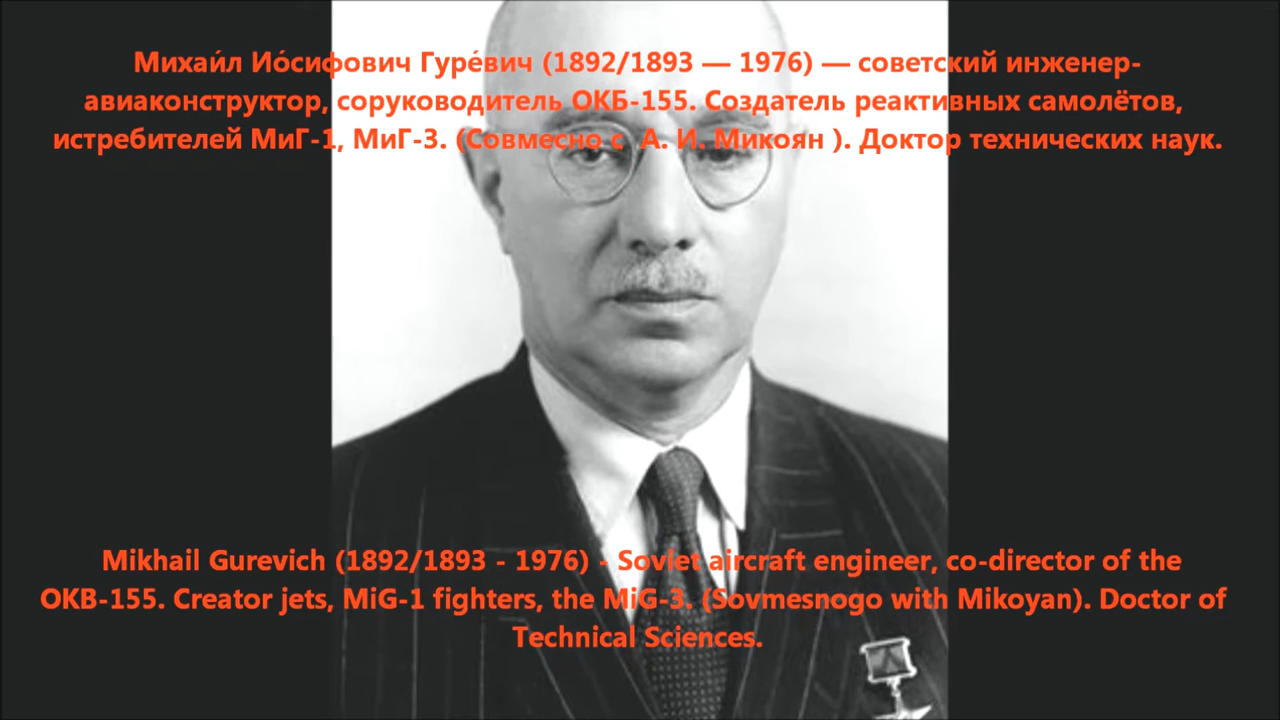 Михаи́л Ио́сифович Гуре́вич (1892/1893 — 1976) — советский инженер-
авиаконструктор, соруководитель ОКБ-155. Создатель реактивных самолётов,
истребителей МиГ-1, МиГ-3. (Совмесно с А. И. Микоян ). Доктор технических наук.
Mikhail Gurevich (1892/1893 - 1976) - Soviet aircraft engineer, co-director of the
OKB-155. Creator jets, MiG-1 fighters, the MiG-3. (Sovmesnogo with Mikoyan). Doctor of
Technical Sciences.